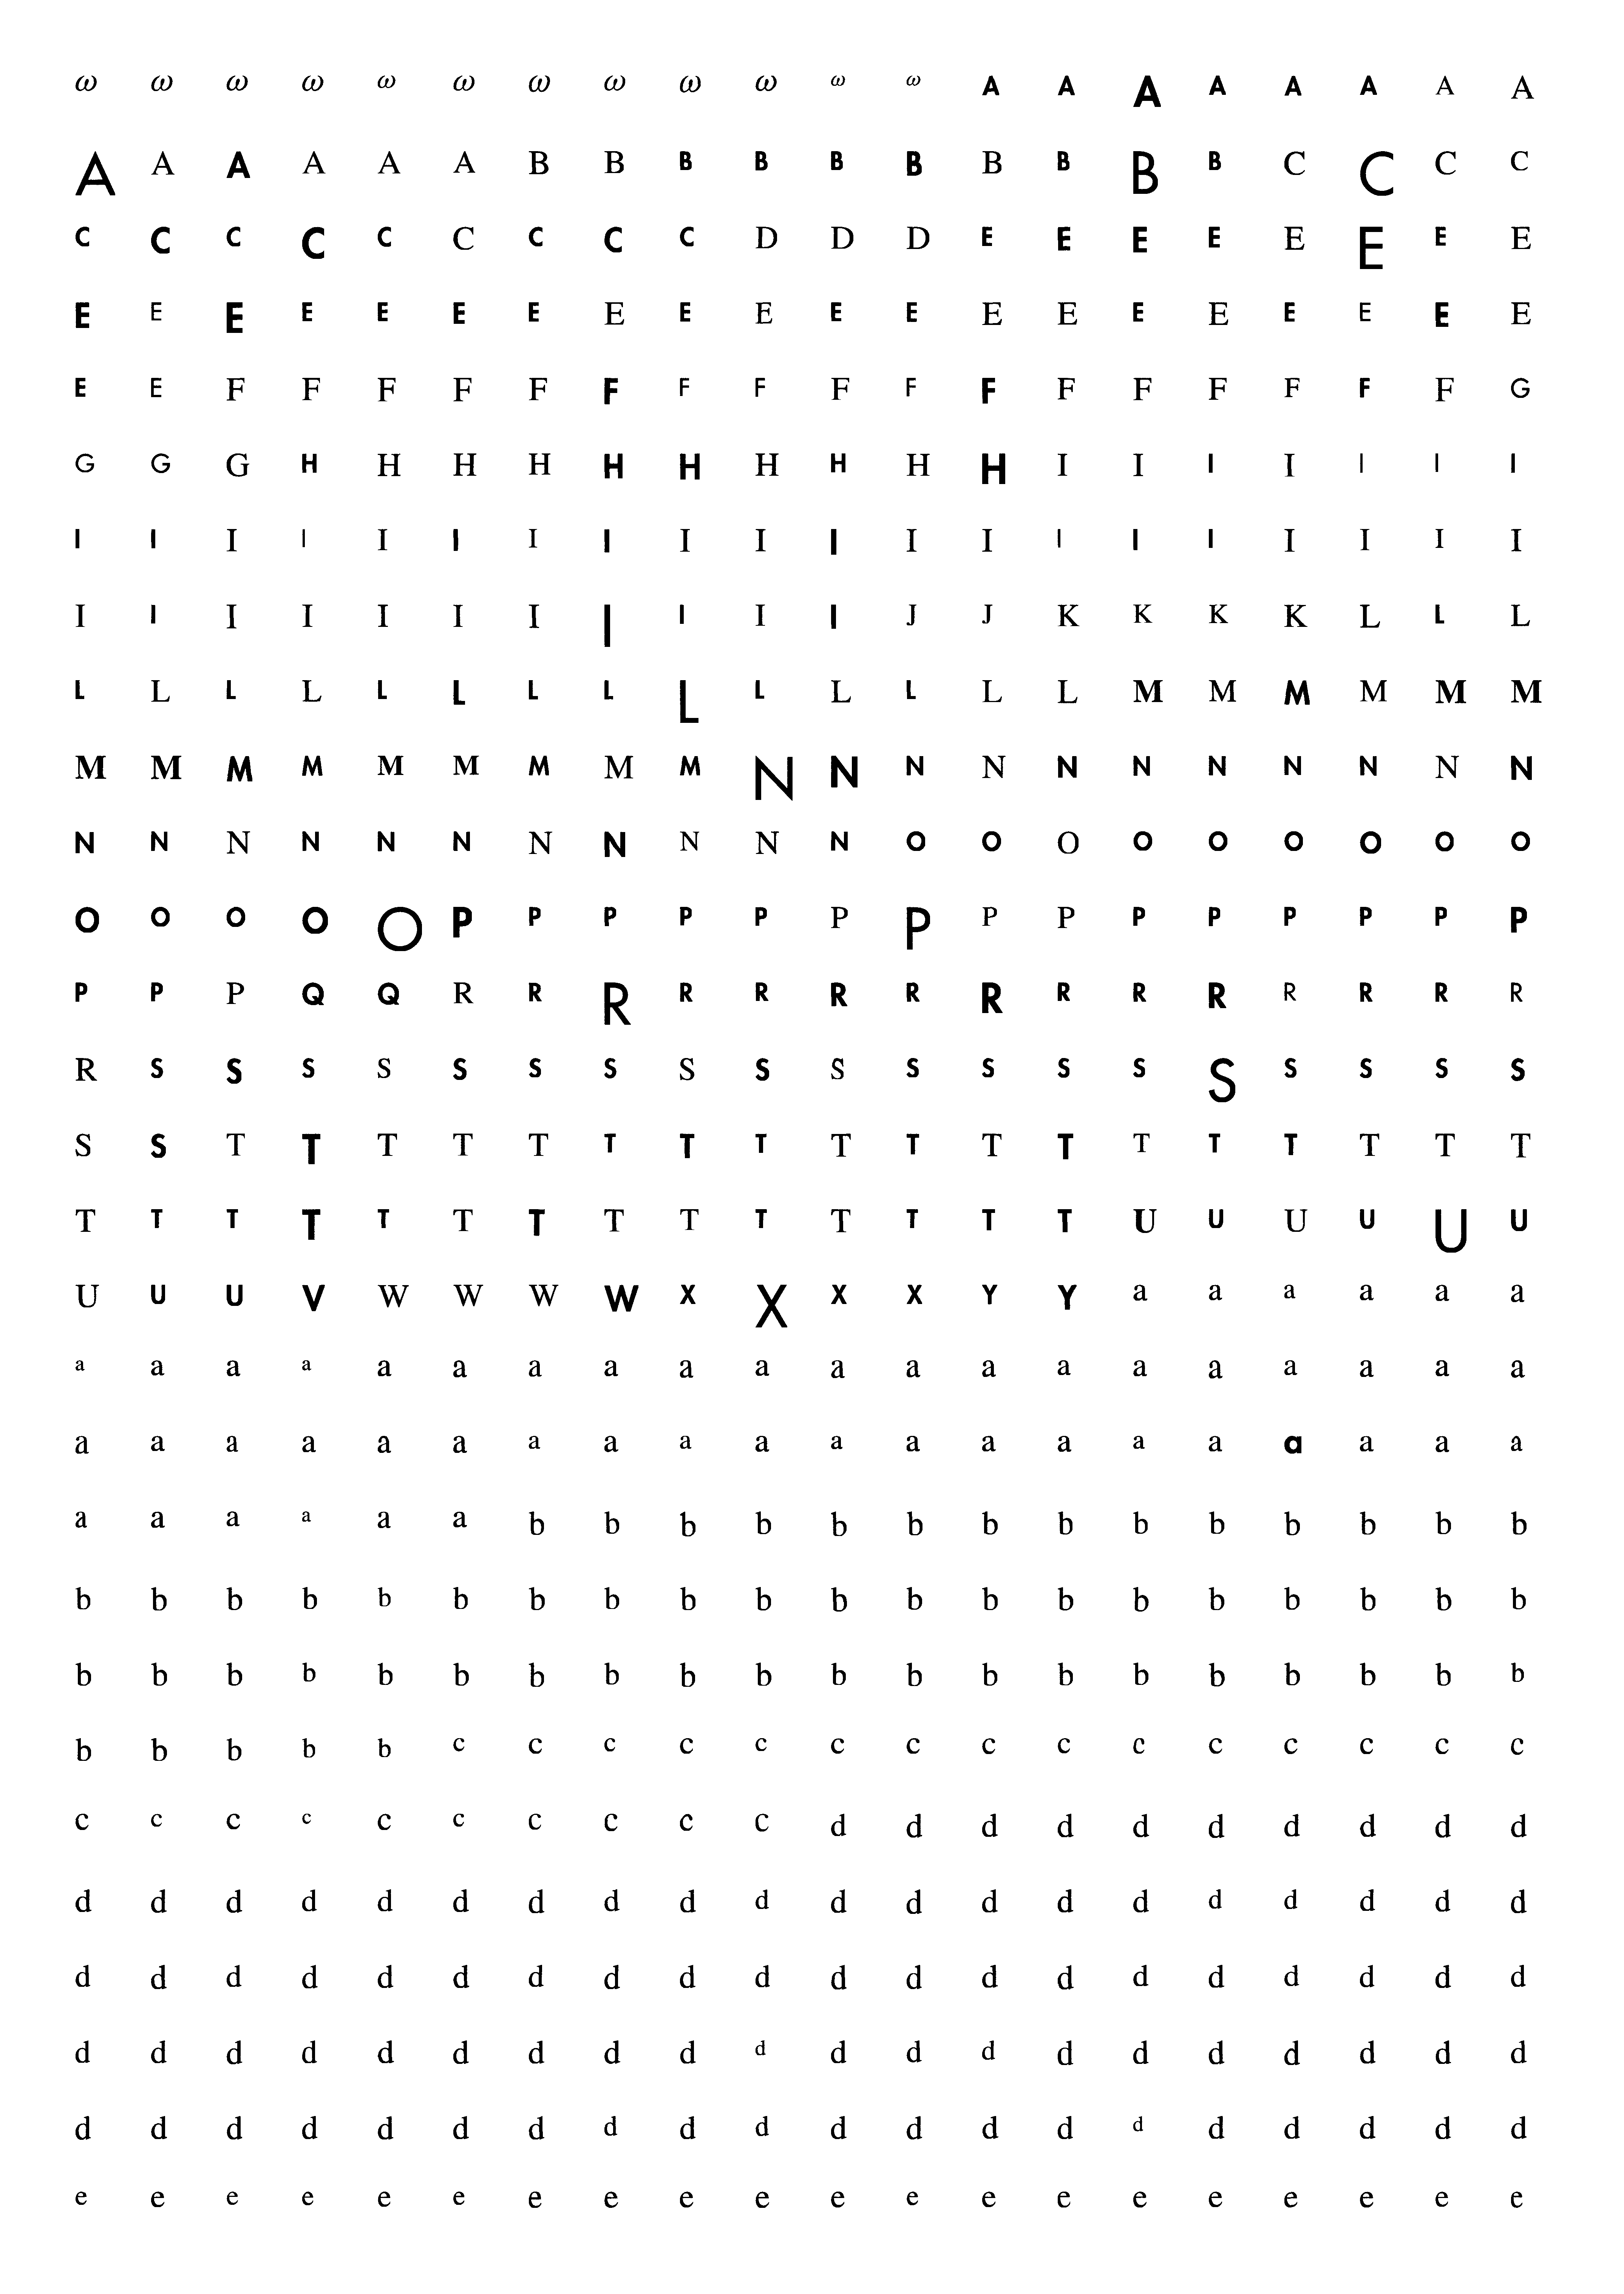 ω ω ω ω ω ω ω ω ω ω ω ω A A A A A A A A
A A A A A A B B B B B B B B B B C C C C
C C C C C C C C C D D D E E E E E E E E
E E E E E E E E E E E E E E E E E E E E
E E F F F F F F F F F F F F F F F F F G
G G G H H H H H H H H H H I I I I I I I
I I I I I I I I I I I I I I I I I I I I
I I I I I I I I I I I J J K K K K L L L
L L L L L L L L L L L L L L M M M M M M
M M M M M M M M M N N N N N N N N N N N
N N N N N N N N N N N O O O O O O O O O
O O O O O P P P P P P P P P P P P P P P
P P P Q Q R R R R R R R R R R R R R R R
R S S S S S S S S S S S S S S S S S S S
S S T T T T T T T T T T T T T T T T T T
T T T T T T T T T T T T T T U U U U U U
U U U V W W W W X X X X Y Y a a a a a a
a a a a a a a a a a a a a a a a a a a a
a a a a a a a a a a a a a a a a a a a a
a a a a a a b b b b b b b b b b b b b b
b b b b b b b b b b b b b b b b b b b b
b b b b b b b b b b b b b b b b b b b b
b b b b b c c c c c c c c c c c c c c c
c c c c c c c c c c d d d d d d d d d d
d d d d d d d d d d d d d d d d d d d d
d d d d d d d d d d d d d d d d d d d d
d d d d d d d d d d d d d d d d d d d d
d d d d d d d d d d d d d d d d d d d d
e e e e e e e e e e e e e e e e e e e e